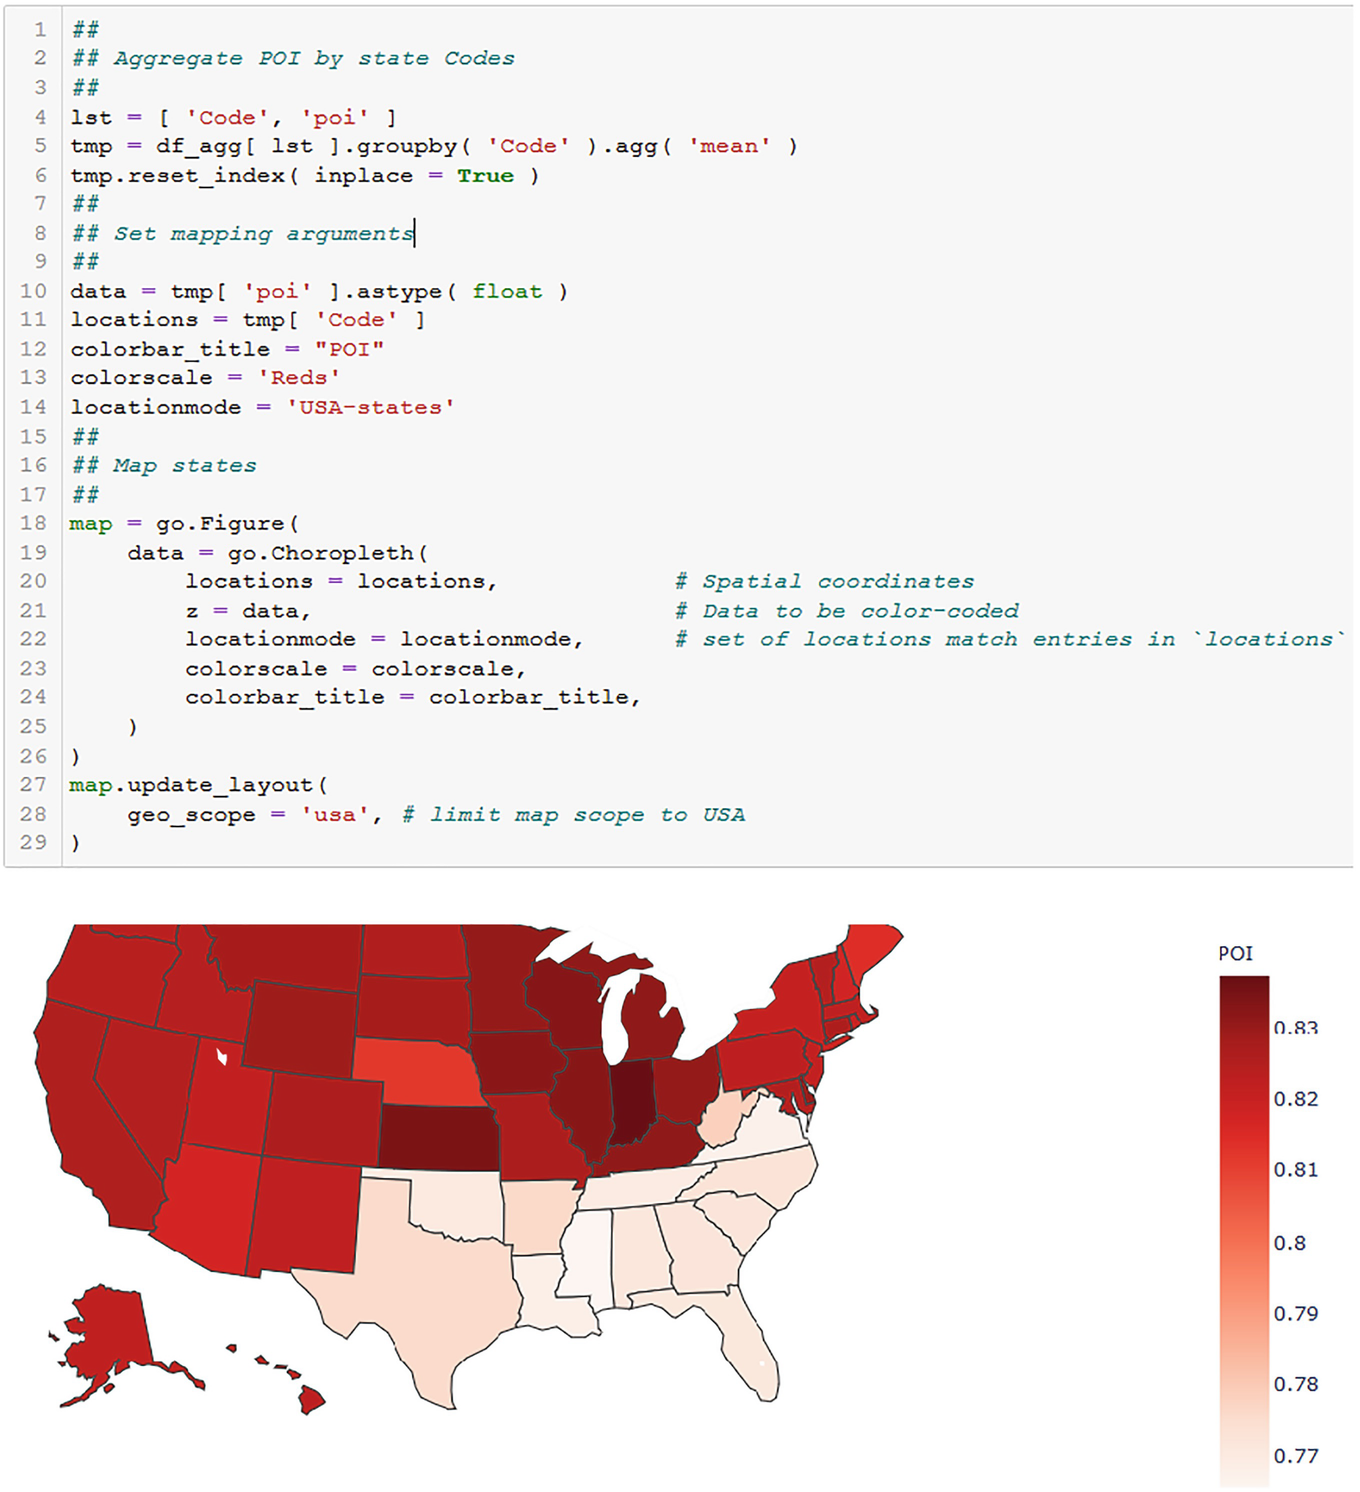 1 ##
2 ## Aggregate POI by state Codes
3 ##
4 lst = [ 'Code', 'poi' ]
5 tmp = df_agg[ lst ].groupby( 'Code' ).agg( 'mean' )
6 tmp.reset_index( inplace = True )
7 ##
8 ## Set mapping arguments
9 ##
10 data = tmp[ 'poi' ].astype( float )
11 locations = tmp[ 'Code' ]
12 colorbar_title = "POI"
13 colorscale = 'Reds'
14 locationmode = 'USA-states'
15 ##
16 ## Map states
17 ##
18 map = go.Figure(
19 data = go.Choropleth(
20 locations = locations, # Spatial coordinates
21 z = data, # Data to be color-coded
22 locationmode = locationmode, # set of locations match entries in `locations`
23 colorscale = colorscale,
24 colorbar_title = colorbar_title,
25 )
26 )
27 map.update_layout(
28 geo_scope = 'usa', # limit map scope to USA
29 )
POI
0.83
0.82
0.81
0.8
0.79
0.78
0.77